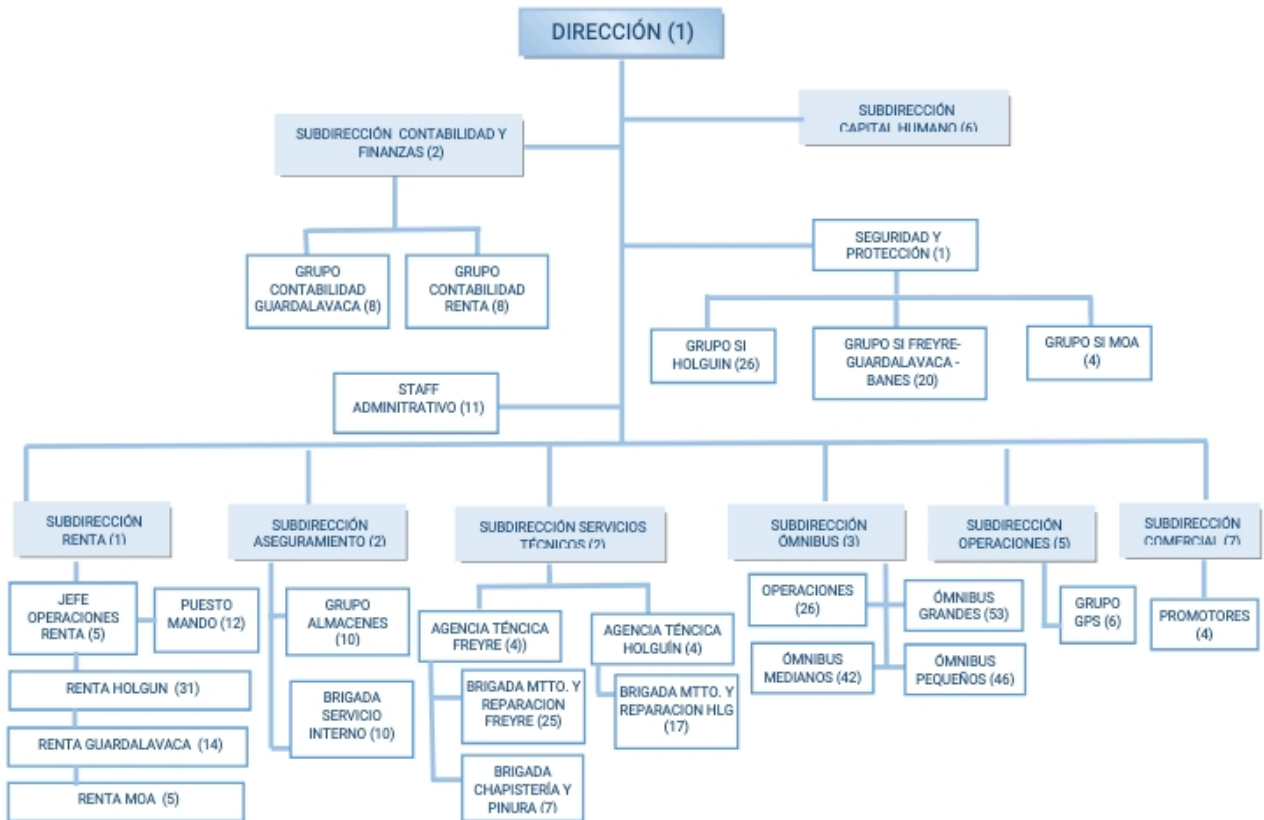 DIRECCIÓN (1)
SUBDIRECCIÓN
CAPITAL HUMANO (6)
SUBDIRECCIÓN CONTABILIDAD Y
FINANZAS (2)
SEGURIDAD Y
PROTECCIÓN (1)
GRUPO
CONTABILIDAD
GUARDALAVACA (8)
GRUPO
CONTABILIDAD
RENTA (8)
GRUPO SI
HOLGUIN (26)
GRUPO SI FREYRE-
GUARDALAVACA -
BANES (20)
GRUPO SI MOA
(4)
STAFF
ADMINITRATIVO (11)
SUBDIRECCIÓN
RENTA (1)
SUBDIRECCIÓN
ASEGURAMIENTO (2)
SUBDIRECCIÓN SERVICIOS
TÉCNICOS (2)
SUBDIRECCIÓN
ÓMNIBUS (3)
SUBDIRECCIÓN
OPERACIONES (5)
SUBDIRECCIÓN
COMERCIAL (7)
JEFE
OPERACIONES
RENTA (5)
PUESTO
MANDO (12)
RENTA HOLGUN (31)
RENTA GUARDALAVACA (14)
RENTA MOA (5)
GRUPO
ALMACENES
(10)
BRIGADA
SERVICIO
INTERNO (10)
AGENCIA TÉNCICA
FREYRE (4))
BRIGADA MTTO. Y
REPARACION
FREYRE (25)
BRIGADA
CHAPISTERÍA Y
PINURA (7)
AGENCIA TÉNCICA
HOLGUÍN (4)
BRIGADA MTTO. Y
REPARACION HLG
(17)
OPERACIONES
(26)
ÓMNIBUS
GRANDES (53)
ÓMNIBUS
MEDIANOS (42)
ÓMNIBUS
PEQUEÑOS (46)
GRUPO
GPS (6)
PROMOTORES
(4)